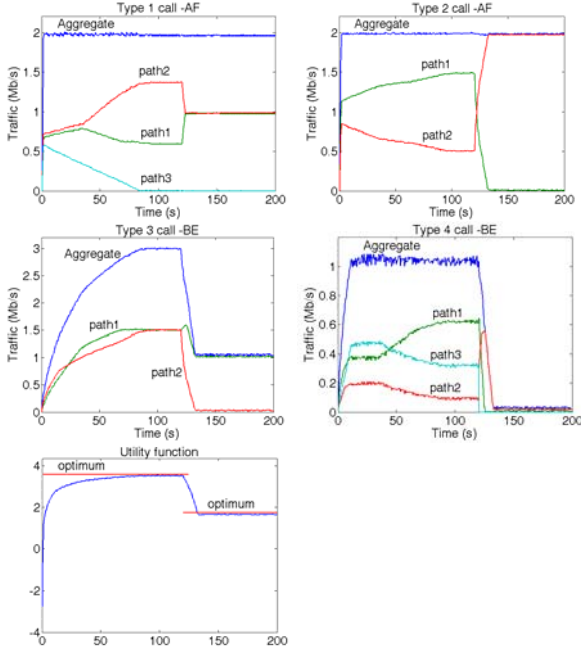 Type 1 call -AF
Aggregate
path2
path1
path3
Traffic (Mb/s)
2
1.5
1
0.5
0
0 50 100 150 200
Time (s)
Type 2 call -AF
Aggregate
path1
path2
Traffic (Mb/s)
2
1.5
1
0.5
0
0 50 100 150 200
Time (s)
Type 3 call -BE
Aggregate
path1
path2
Traffic (Mb/s)
3
2.5
2
1.5
1
0.5
0
0 50 100 150 200
Time (s)
Type 4 call -BE
Aggregate
path1
path3
path2
Traffic (Mb/s)
1
0.8
0.6
0.4
0.2
0
0 50 100 150 200
Time (s)
Utility function
optimum
optimum
4
2
0
-2
-4
0 50 100 150 200
Time (s)